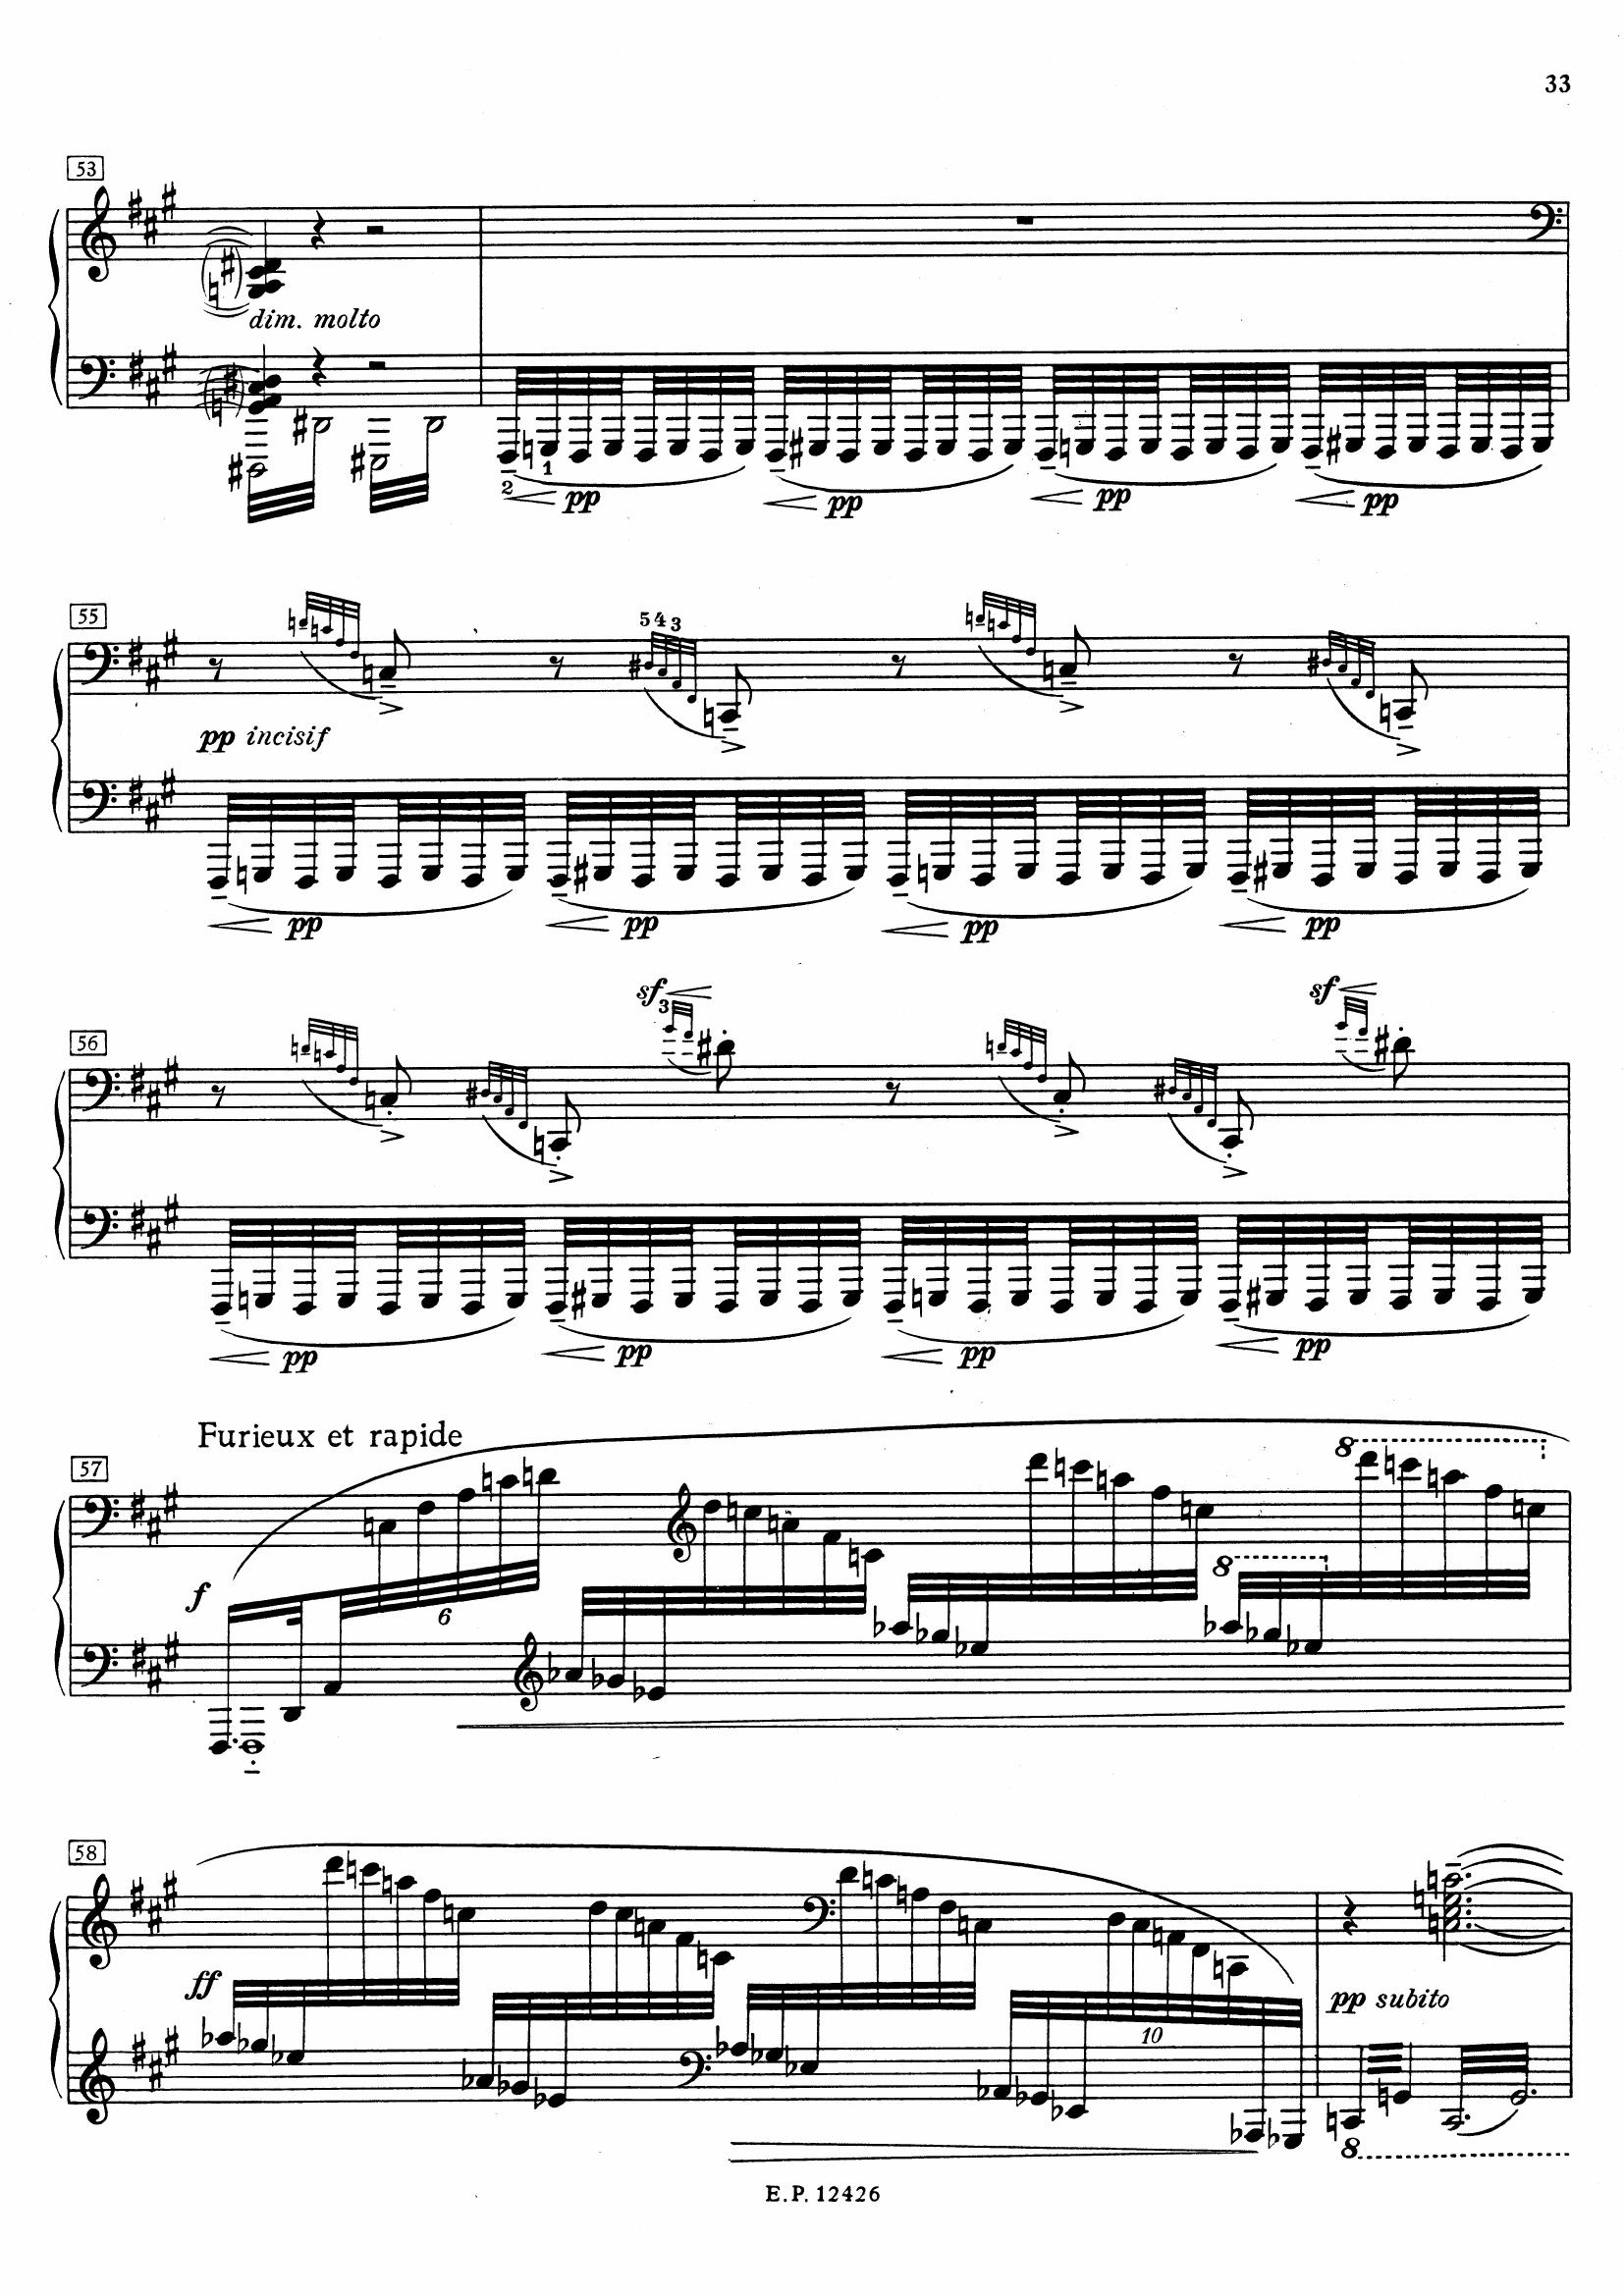 33
53
dim. molto
1
2
pp
pp
pp
pp
55
5 4 3
pp incisif
pp
pp
pp
pp
sf
sf
56
3
pp
pp
pp
pp
Furieux et rapide
57
8
8
f
6
58
ff
pp subito
10
8
E.P. 12426